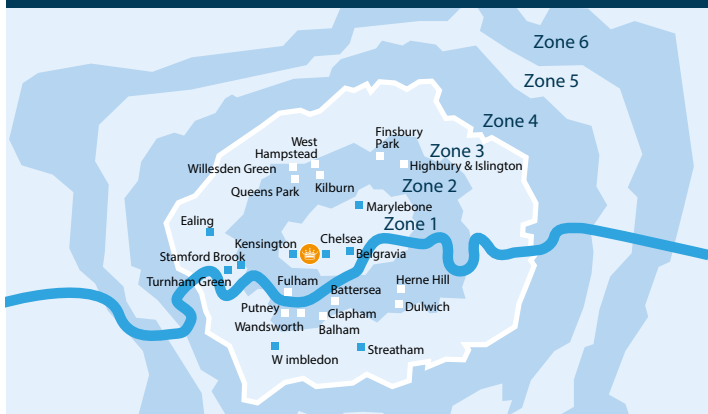 Zone 6
Zone 5
Zone 4
Finsbury
Park
West
Hampstead
Zone 3
Willesden Green
Highbury & Islington
Queens Park
Kilburn
Zone 2
Marylebone
Ealing
Zone 1
Kensington
Chelsea
Stamford Brook
Belgravia
Turnham Green
Fulham
Herne Hill
Battersea
Putney
Dulwich
Clapham
Wandsworth
Balham
W imbledon
Streatham